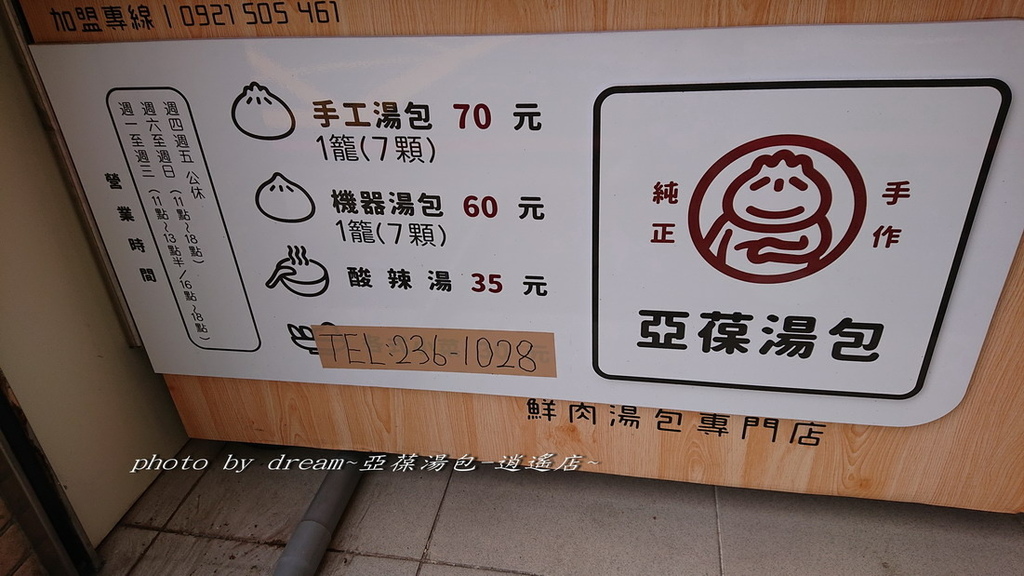 加盟專線 | 0921 505 461
營業時間
週一至週三 (11點~13點半/16點~18點)
週六至週日 (11點~18點)
週四週五 公休
手工湯包 70 元
1籠(7顆)
機器湯包 60 元
1籠(7顆)
酸辣湯 35 元
TEL:236-1028
純正
手作
亞葆湯包
鮮肉湯包專門店
photo by dream~亞葆湯包-逍遙店~